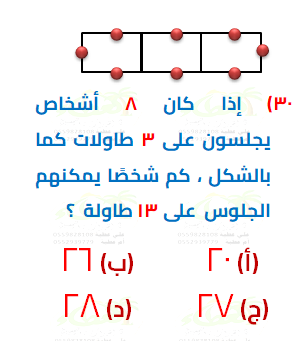 ٣٠) إذا كان ٨ أشخاص
يجلسون على ٣ طاولات كما
بالشكل ، كم شخصًا يمكنهم
الجلوس على ١٣ طاولة ؟
(أ) ٢٠ (ب) ٢٦
(ج) ٢٧ (د) ٢٨